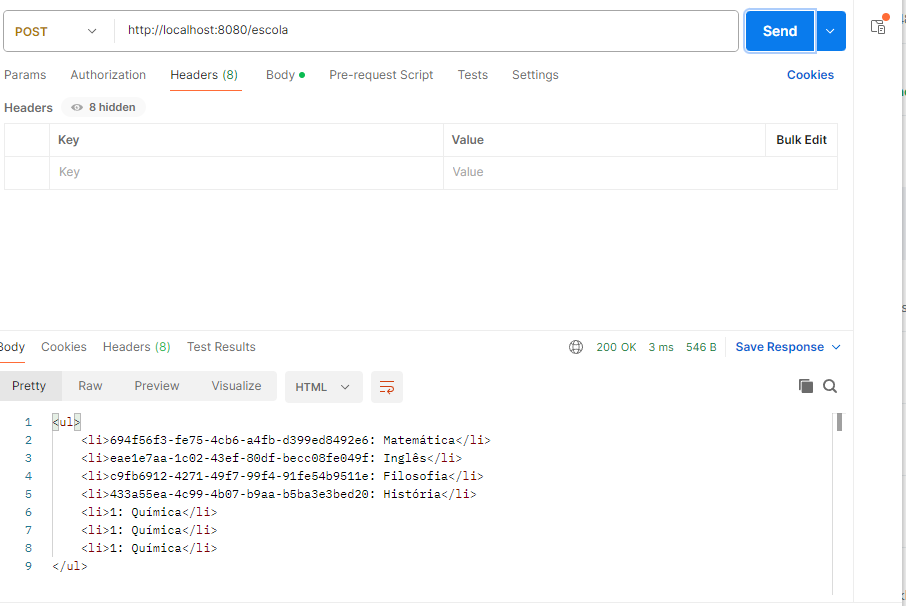 POST http://localhost:8080/escola Send
Params Authorization Headers (8) Body Pre-request Script Tests Settings Cookies
Headers 8 hidden
Key Value Bulk Edit
Key Value
Body Cookies Headers (8) Test Results 200 OK 3 ms 546 B Save Response
Pretty Raw Preview Visualize HTML
1 <ul>
2 <li>694f56f3-fe75-4cb6-a4fb-d399ed8492e6: Matemática</li>
3 <li>eae1e7aa-1c02-43ef-80df-becc08fe049f: Inglês</li>
4 <li>c9fb6912-4271-49f7-99f4-91fe54b9511e: Filosofia</li>
5 <li>433a55ea-4c99-4b07-b9aa-b5ba3e3bed20: História</li>
6 <li>1: Química</li>
7 <li>1: Química</li>
8 <li>1: Química</li>
9 </ul>